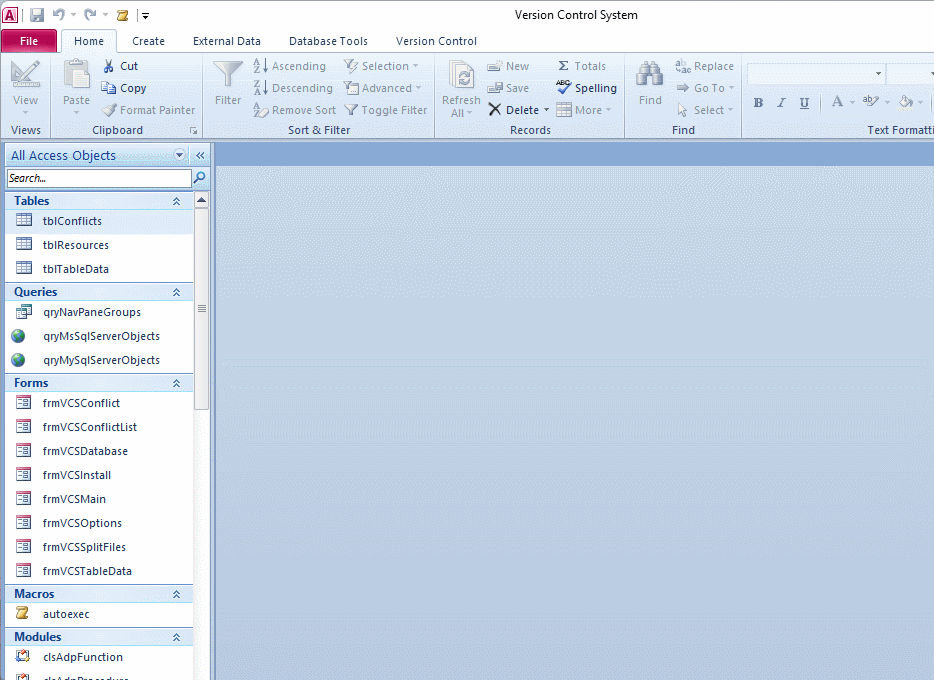 A
Version Control System
File Home Create External Data Database Tools Version Control
View
Views
Paste
Cut
Copy
Format Painter
Clipboard
Filter
Ascending
Descending
Remove Sort
Selection
Advanced
Toggle Filter
Sort & Filter
Refresh
All
New
Save
Delete
Totals
Spelling
More
Records
Find
Replace
Go To
Select
Find
B I U A
Text Formatti
All Access Objects
Search...
Tables
tblConflicts
tblResources
tblTableData
Queries
qryNavPaneGroups
qryMsSqlServerObjects
qryMySqlServerObjects
Forms
frmVCSConflict
frmVCSConflictList
frmVCSDatabase
frmVCSInstall
frmVCSMain
frmVCSOptions
frmVCSSplitFiles
frmVCSTableData
Macros
autoexec
Modules
clsAdpFunction